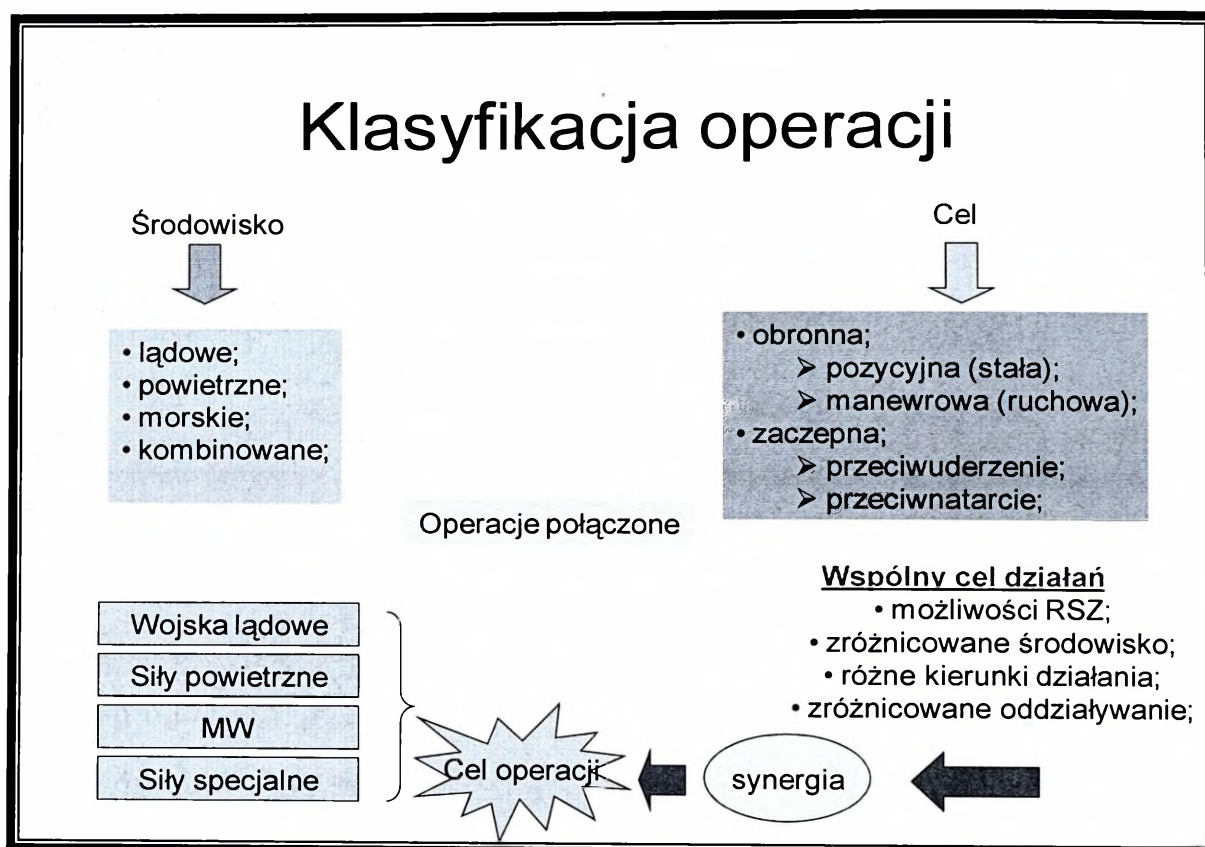 Klasyfikacja operacji
Środowisko
• lądowe;
• powietrzne;
• morskie;
• kombinowane;
Cel
• obronna;
➢ pozycyjna (stała);
➢ manewrowa (ruchowa);
• zaczepna;
➢ przeciwuderzenie;
➢ przeciwnatarcie;
Operacje połączone
Wojska lądowe
Siły powietrzne
MW
Siły specjalne
Cel operacji
synergia
Wspólny cel działań
• możliwości RSZ;
• zróżnicowane środowisko;
• różne kierunki działania;
• zróżnicowane oddziaływanie;